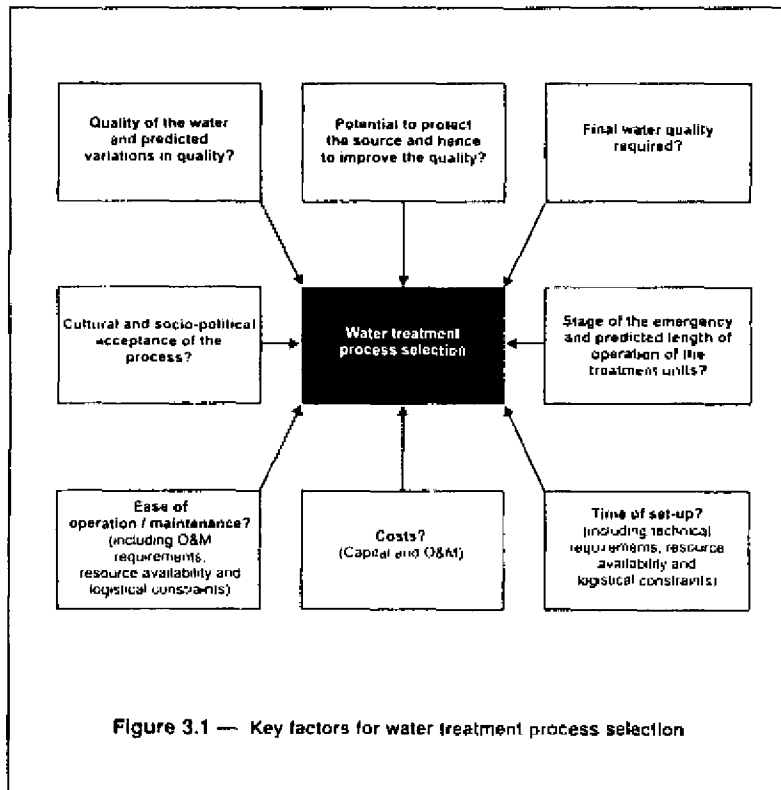 Quality of the water
and predicted
variations in quality?
Potential to protect
the source and hence
to improve the quality?
Final water quality
required?
Cultural and socio-political
acceptance of the
process?
Water treatment
process selection
Stage of the emergency
and predicted length of
operation of the
treatment units?
Ease of
operation / maintenance?
(including O&M
requirements,
resource availability and
logistical constraints)
Costs?
(Capital and O&M)
Time of set-up?
(including technical
requirements, resource
availability and
logistical constraints)
Figure 3.1 — Key factors for water treatment process selection